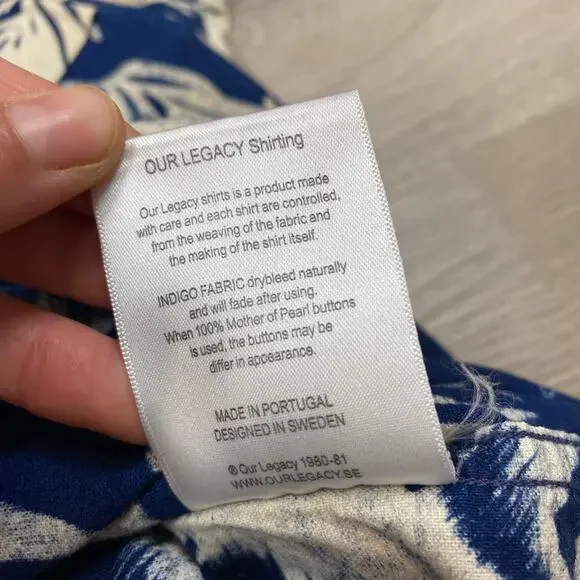 OUR LEGACY Shirting
Our Legacy shirts is a product made
with care and each shirt are controlled,
from the weaving of the fabric and
the making of the shirt itself.
INDIGO FABRIC drybleed naturally
and will fade after using.
When 100% Mother of Pearl buttons
is used, the buttons may be
differ in appearance.
MADE IN PORTUGAL
DESIGNED IN SWEDEN
® Our Legacy 1980-81
WWW.OURLEGACY.SE